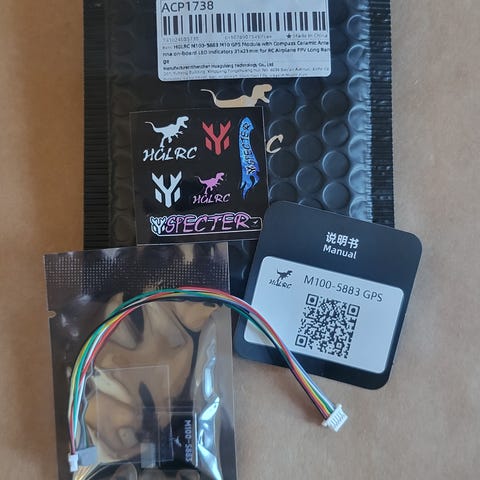 ACP1738
Made in China
Item: HGLRC M100-5883 M10 GPS Module with Compass Ceramic Ante
nna on-board LED Indicators 21x21mm for RC Airplane FPV Long Ran
ge
HGLRC
HGLRC
SPECTER
SPECTER
说明书
Manual
HGLRC
M100-5883 GPS
M100-5883